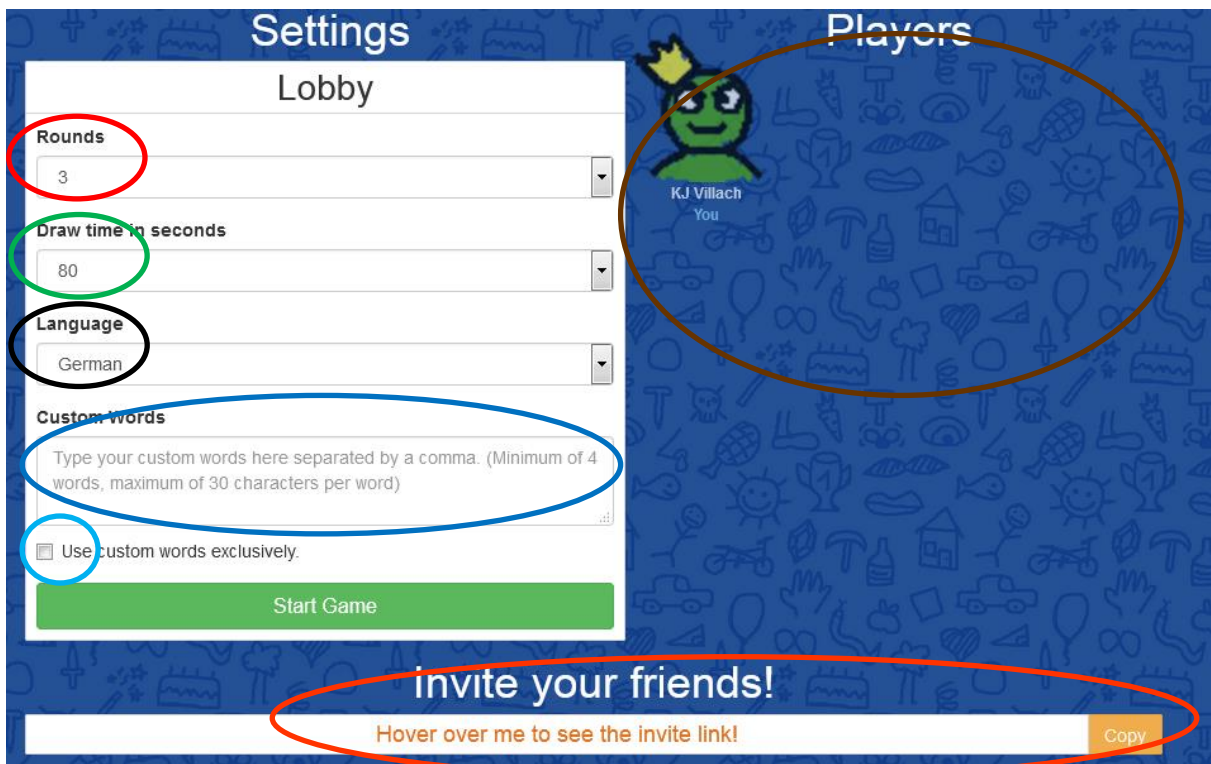 Settings
Lobby
Rounds
3
Draw time in seconds
80
Language
German
Custom Words
Type your custom words here separated by a comma. (Minimum of 4
words, maximum of 30 characters per word)
Use custom words exclusively.
Start Game
Players
KJ Villach
You
Invite your friends!
Hover over me to see the invite link!
Copy